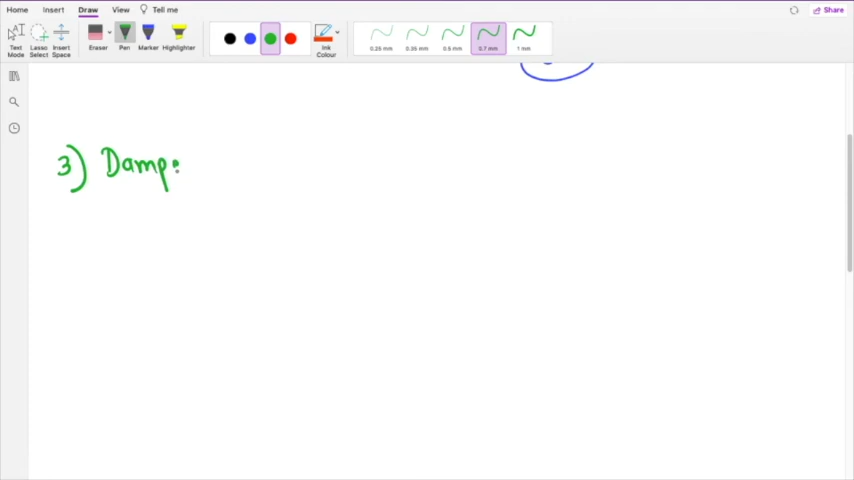 Home Insert Draw View Tell me Share
Text Mode Lasso Select Insert Space Eraser Pen Marker Highlighter Ink Colour 0.25 mm 0.35 mm 0.5 mm 0.7 mm 1 mm
3) Damp